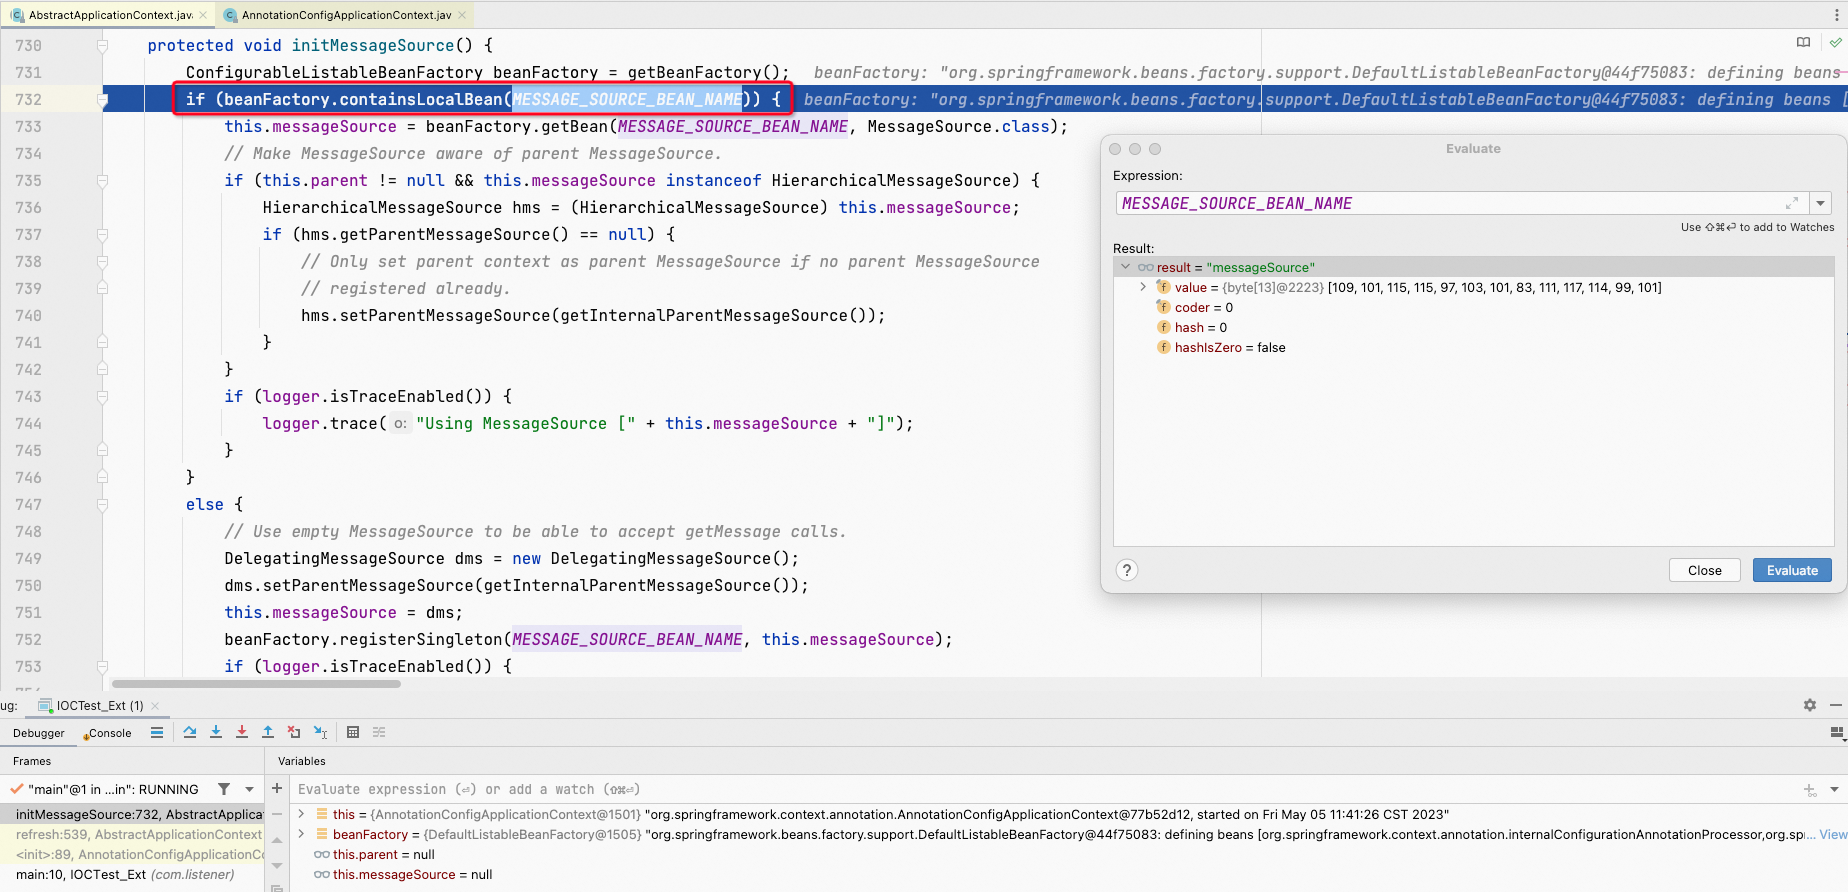 AbstractApplicationContext.java
AnnotationConfigApplicationContext.java
730 protected void initMessageSource() {
731 ConfigurableListableBeanFactory beanFactory = getBeanFactory(); beanFactory: "org.springframework.beans.factory.support.DefaultListableBeanFactory@44f75083: defining beans
732 if (beanFactory.containsLocalBean(MESSAGE_SOURCE_BEAN_NAME)) { beanFactory: "org.springframework.beans.factory.support.DefaultListableBeanFactory@44f75083: defining beans [
733 this.messageSource = beanFactory.getBean(MESSAGE_SOURCE_BEAN_NAME, MessageSource.class);
734 // Make MessageSource aware of parent MessageSource.
735 if (this.parent != null && this.messageSource instanceof HierarchicalMessageSource) {
736 HierarchicalMessageSource hms = (HierarchicalMessageSource) this.messageSource;
737 if (hms.getParentMessageSource() == null) {
738 // Only set parent context as parent MessageSource if no parent MessageSource
739 // registered already.
740 hms.setParentMessageSource(getInternalParentMessageSource());
741 }
742 }
743 if (logger.isTraceEnabled()) {
744 logger.trace( o: "Using MessageSource [" + this.messageSource + "]");
745 }
746 }
747 else {
748 // Use empty MessageSource to be able to accept getMessage calls.
749 DelegatingMessageSource dms = new DelegatingMessageSource();
750 dms.setParentMessageSource(getInternalParentMessageSource());
751 this.messageSource = dms;
752 beanFactory.registerSingleton(MESSAGE_SOURCE_BEAN_NAME, this.messageSource);
753 if (logger.isTraceEnabled()) {
Evaluate
Expression:
MESSAGE_SOURCE_BEAN_NAME
Use ⇧⌘⏎ to add to Watches
Result:
result = "messageSource"
value = {byte[13]@2223} [109, 101, 115, 115, 97, 103, 101, 83, 111, 117, 114, 99, 101]
coder = 0
hash = 0
hashIsZero = false
?
Close
Evaluate
ug: IOCTest_Ext (1)
Debugger
Console
Frames
Variables
"main"@1 in ...in": RUNNING
Evaluate expression (⏎) or add a watch (⇧⌘⏎)
initMessageSource:732, AbstractApplicat
refresh:539, AbstractApplicationContext
<init>:89, AnnotationConfigApplicationCo
main:10, IOCTest_Ext (com.listener)
this = {AnnotationConfigApplicationContext@1501} "org.springframework.context.annotation.AnnotationConfigApplicationContext@77b52d12, started on Fri May 05 11:41:26 CST 2023"
beanFactory = {DefaultListableBeanFactory@1505} "org.springframework.beans.factory.support.DefaultListableBeanFactory@44f75083: defining beans [org.springframework.context.annotation.internalConfigurationAnnotationProcessor,org.sp... View
this.parent = null
this.messageSource = null